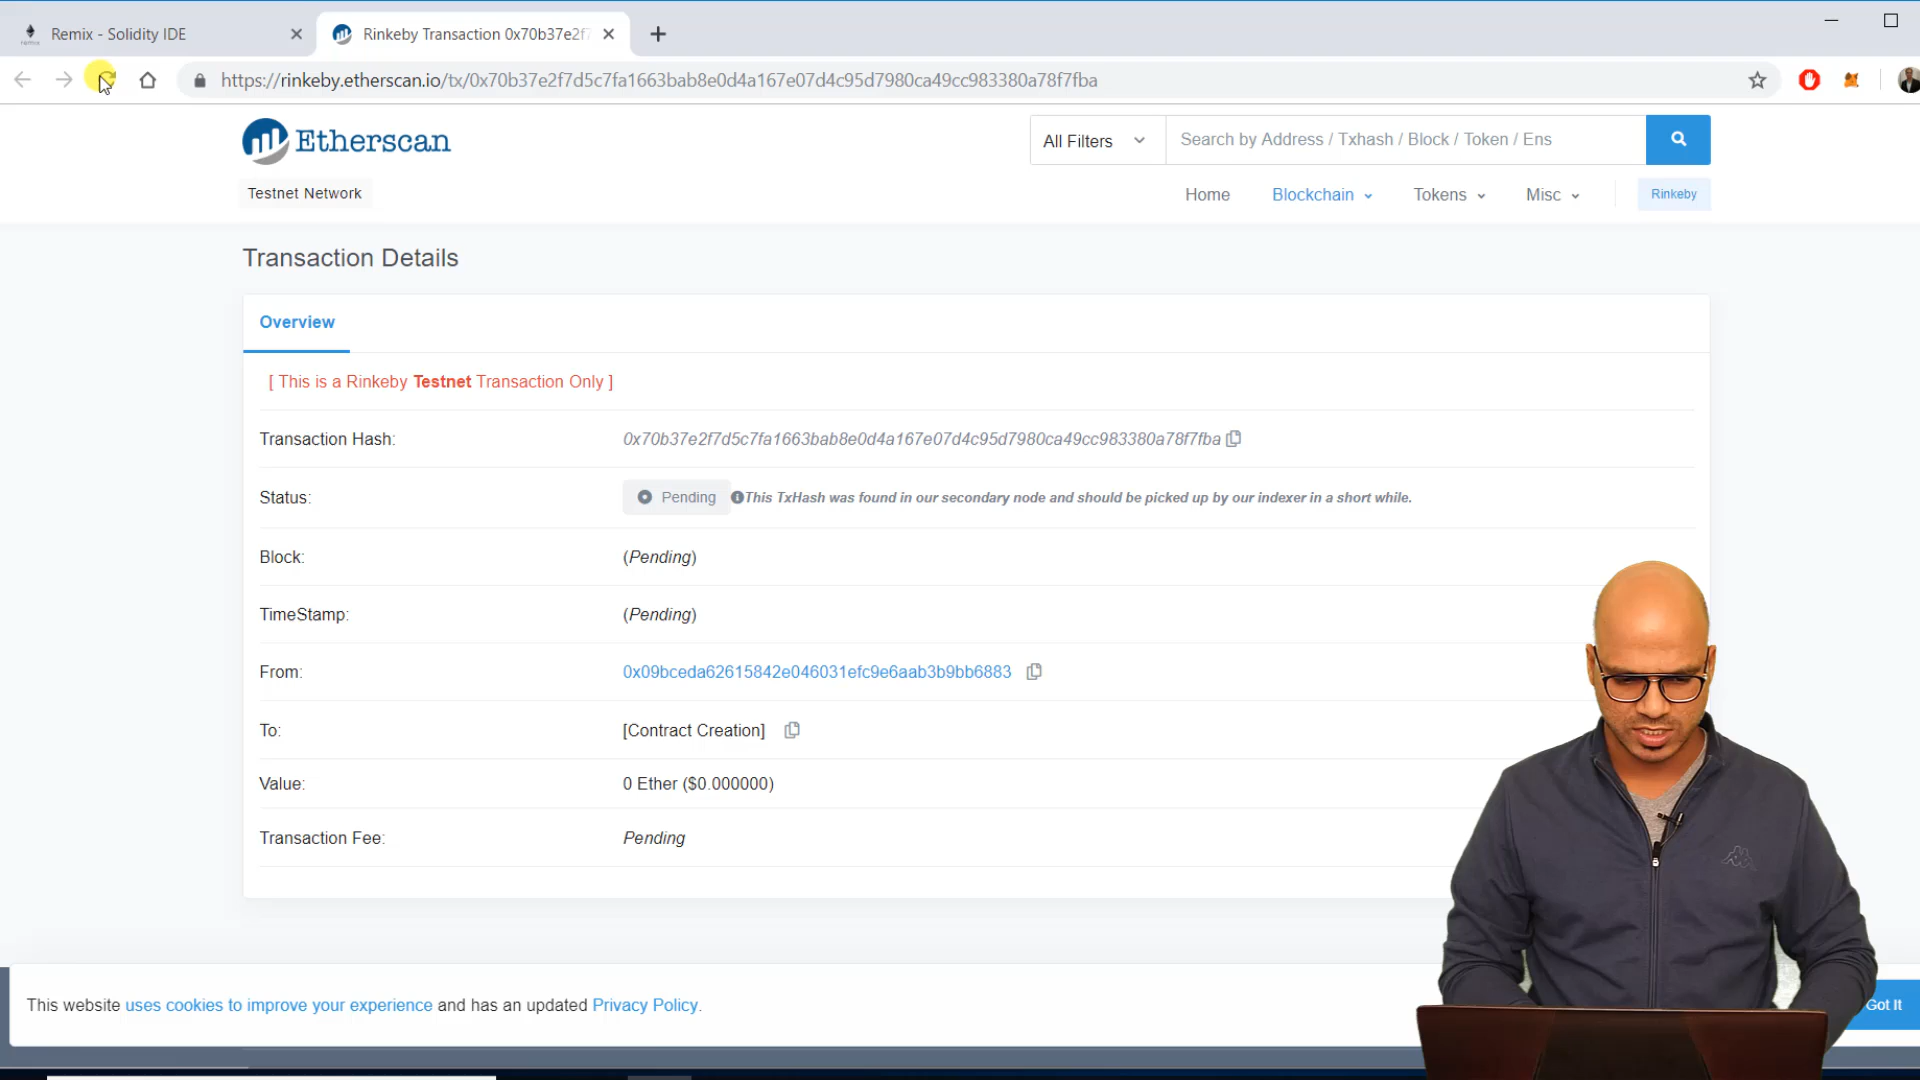 Remix - Solidity IDE
Rinkeby Transaction 0x70b37e2f7
https://rinkeby.etherscan.io/tx/0x70b37e2f7d5c7fa1663bab8e0d4a167e07d4c95d7980ca49cc983380a78f7fba
Etherscan
All Filters
Search by Address / Txhash / Block / Token / Ens
Testnet Network
Home
Blockchain
Tokens
Misc
Rinkeby
Transaction Details
Overview
[ This is a Rinkeby Testnet Transaction Only ]
Transaction Hash:
0x70b37e2f7d5c7fa1663bab8e0d4a167e07d4c95d7980ca49cc983380a78f7fba
Status:
Pending
This TxHash was found in our secondary node and should be picked up by our indexer in a short while.
Block:
(Pending)
TimeStamp:
(Pending)
From:
0x09bceda62615842e046031efc9e6aab3b9bb6883
To:
[Contract Creation]
Value:
0 Ether ($0.000000)
Transaction Fee:
Pending
This website uses cookies to improve your experience and has an updated Privacy Policy.
Got It